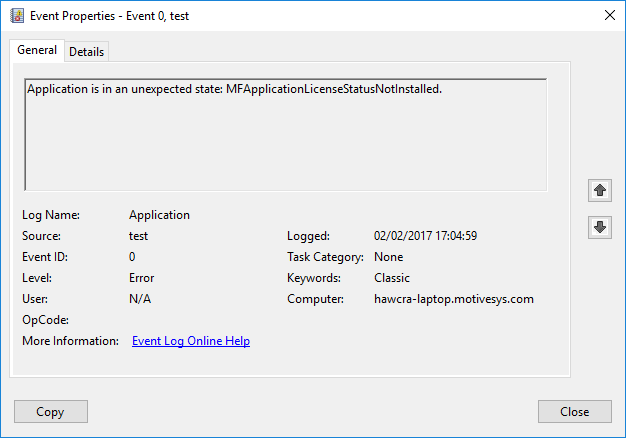 Event Properties - Event 0, test
General Details
Application is in an unexpected state: MFApplicationLicenseStatusNotInstalled.
Log Name: Application
Source: test Logged: 02/02/2017 17:04:59
Event ID: 0 Task Category: None
Level: Error Keywords: Classic
User: N/A Computer: hawcra-laptop.motivesys.com
OpCode:
More Information: Event Log Online Help
Copy Close